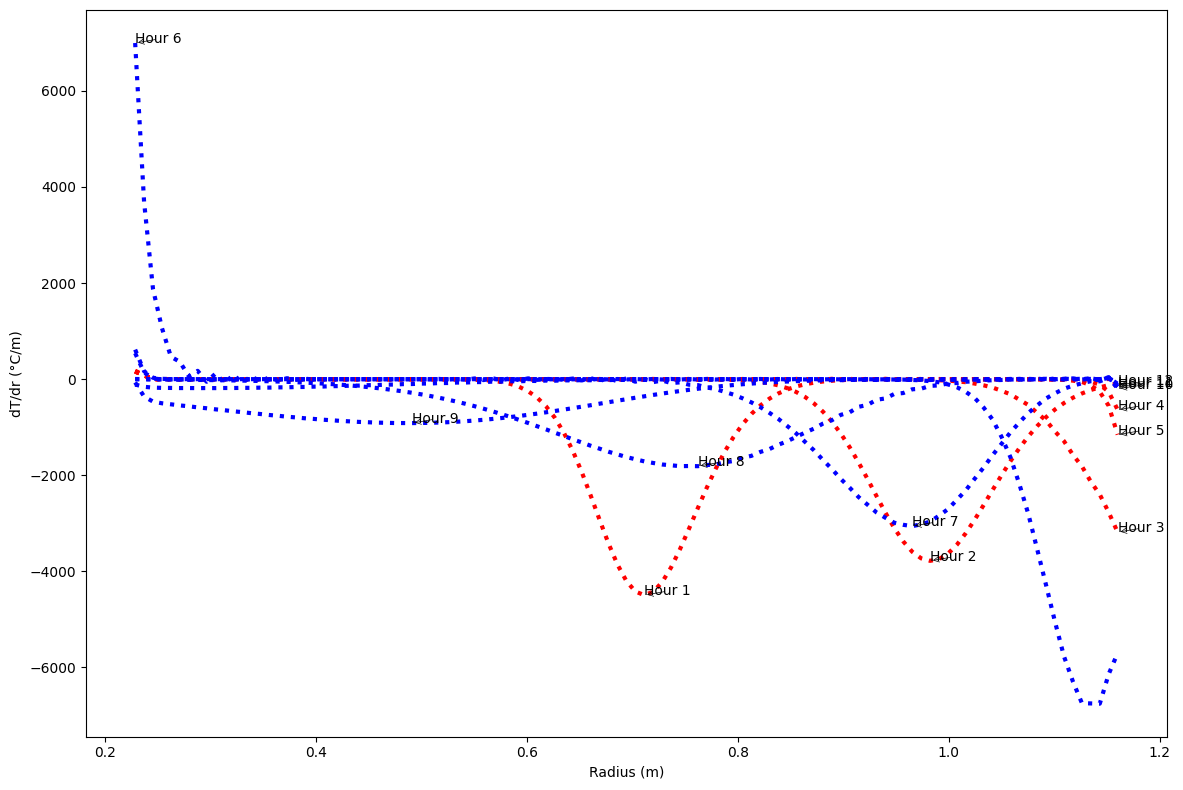 Hour 6
6000
4000
2000
0
−2000
−4000
−6000
dT/dr (°C/m)
Hour 12
Hour 4
Hour 9
Hour 5
Hour 8
Hour 7
Hour 3
Hour 2
Hour 1
0.2
0.4
0.6
0.8
1.0
1.2
Radius (m)